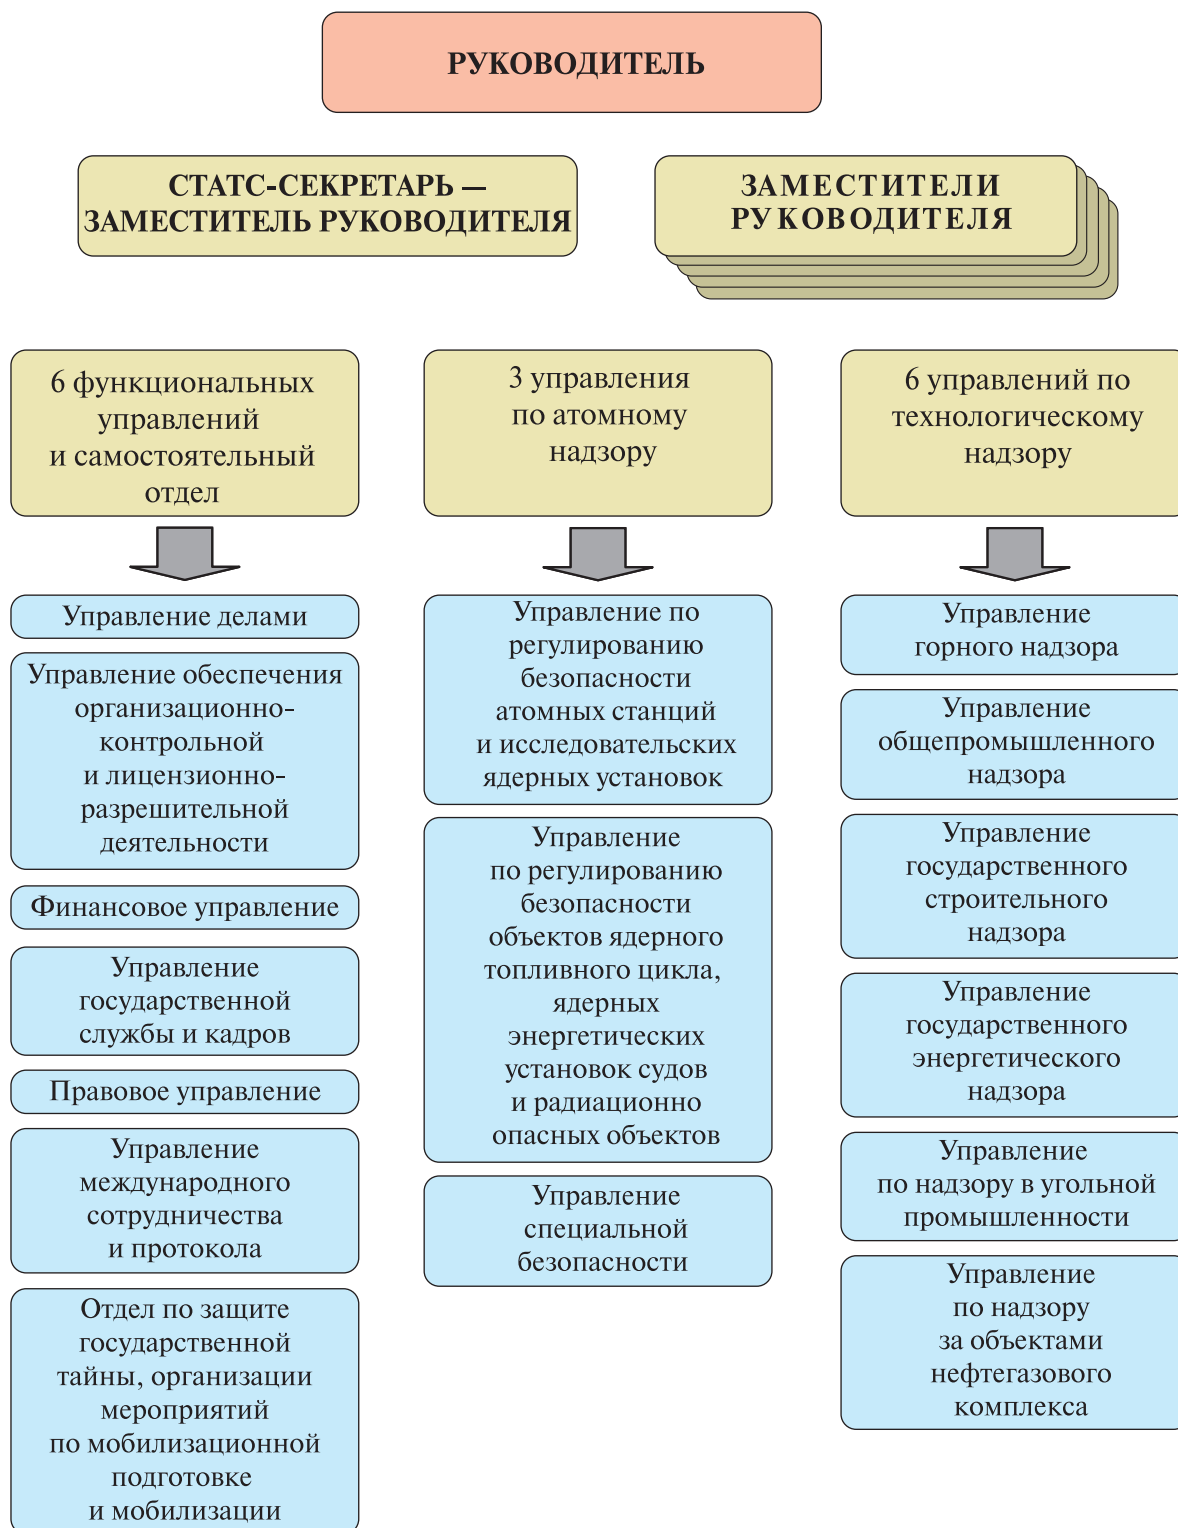 РУКОВОДИТЕЛЬ
СТАТС-СЕКРЕТАРЬ —
ЗАМЕСТИТЕЛЬ РУКОВОДИТЕЛЯ
ЗАМЕСТИТЕЛИ
РУКОВОДИТЕЛЯ
6 функциональных
управлений
и самостоятельный
отдел
3 управления
по атомному
надзору
6 управлений по
технологическому
надзору
Управление делами
Управление обеспечения
организационно-
контрольной
и лицензионно-
разрешительной
деятельности
Финансовое управление
Управление
государственной
службы и кадров
Правовое управление
Управление
международного
сотрудничества
и протокола
Отдел по защите
государственной
тайны, организации
мероприятий
по мобилизационной
подготовке
и мобилизации
Управление по
регулированию
безопасности
атомных станций
и исследовательских
ядерных установок
Управление
по регулированию
безопасности
объектов ядерного
топливного цикла,
ядерных
энергетических
установок судов
и радиационно
опасных объектов
Управление
специальной
безопасности
Управление
горного надзора
Управление
общепромышленного
надзора
Управление
государственного
строительного
надзора
Управление
государственного
энергетического
надзора
Управление
по надзору в угольной
промышленности
Управление
по надзору
за объектами
нефтегазового
комплекса